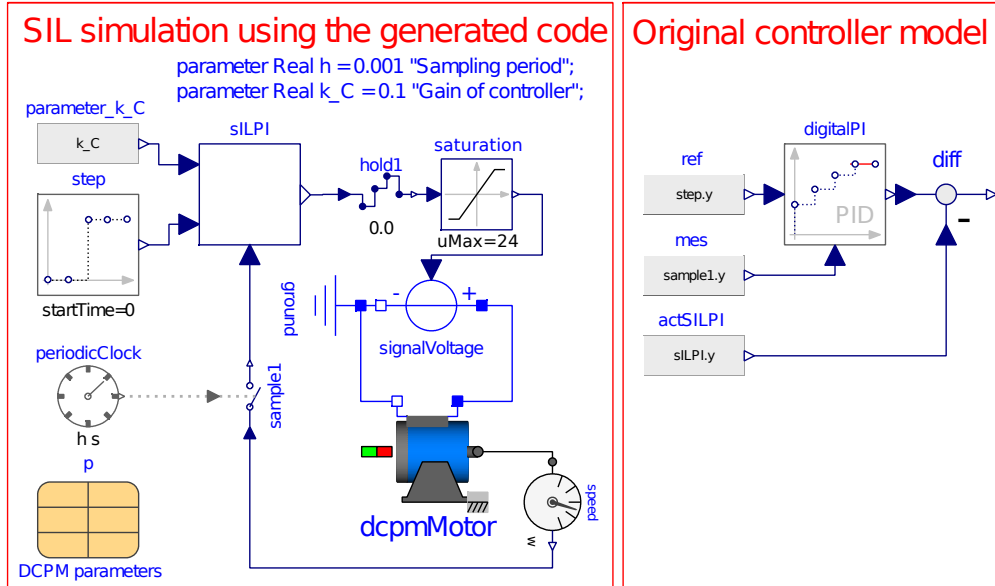 SIL simulation using the generated code
parameter Real h = 0.001 "Sampling period";
parameter Real k_C = 0.1 "Gain of controller";
parameter_k_C
k_C
sILPI
step
startTime=0
hold1
0.0
saturation
uMax=24
ground
- +
signalVoltage
periodicClock
h s
sample1
p
DCPM parameters
dcpmMotor
speed
w
Original controller model
digitalPI
PID
ref
step.y
diff
-
mes
sample1.y
actSILPI
sILPI.y